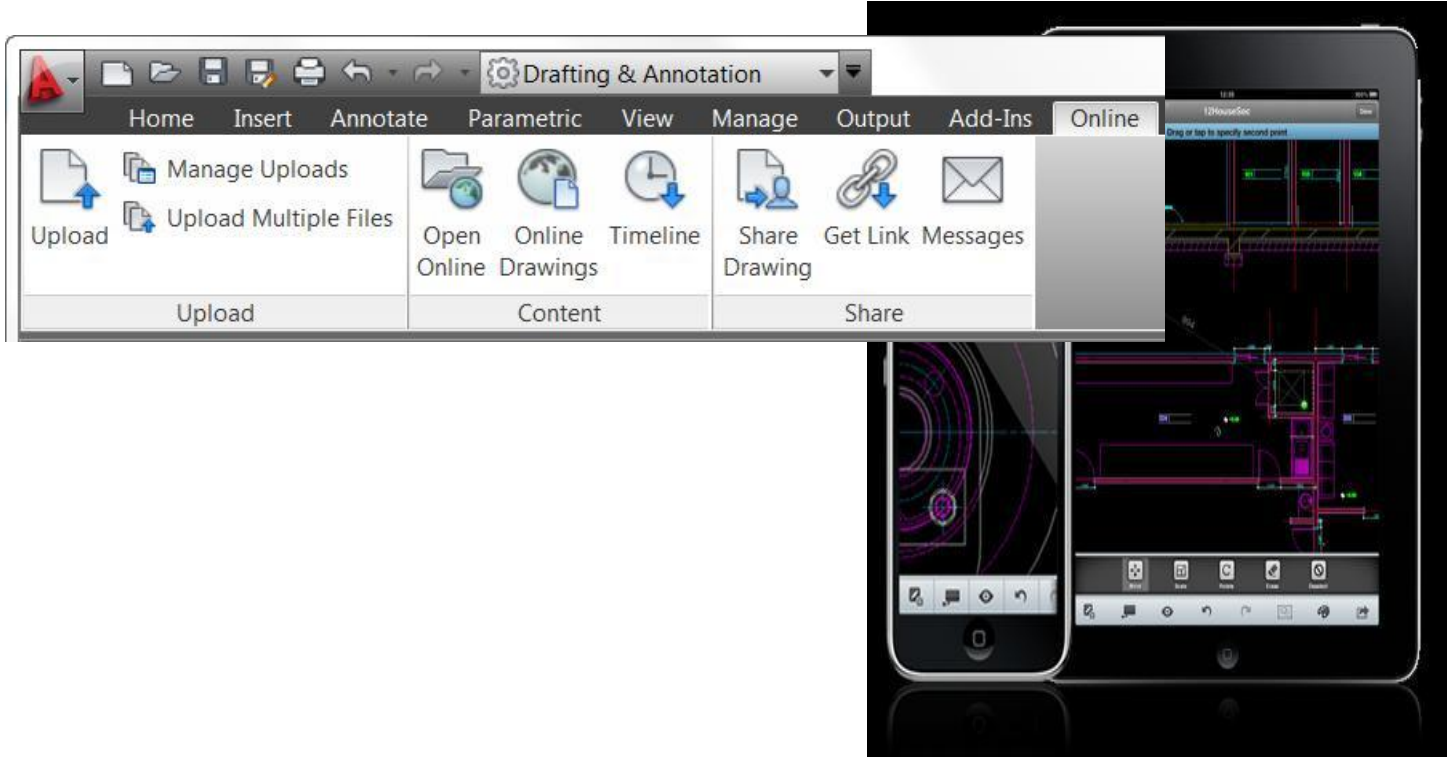 Drafting & Annotation
Home Insert Annotate Parametric View Manage Output Add-Ins Online
Upload
Manage Uploads
Upload Multiple Files
Open Online
Online Drawings
Timeline
Share Drawing
Get Link
Messages
Upload Content Share
12HouseSec
Drag or tap to specify second point